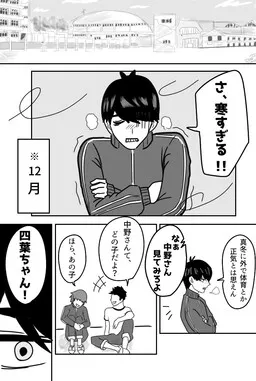 さ、寒すぎる!!
※12月
真冬に外で体育とか
正気とは思えん
なぁ
中野さん
見てみろよ
中野さんて、
どの子だよ?
ほら、あの子
四葉ちゃん!